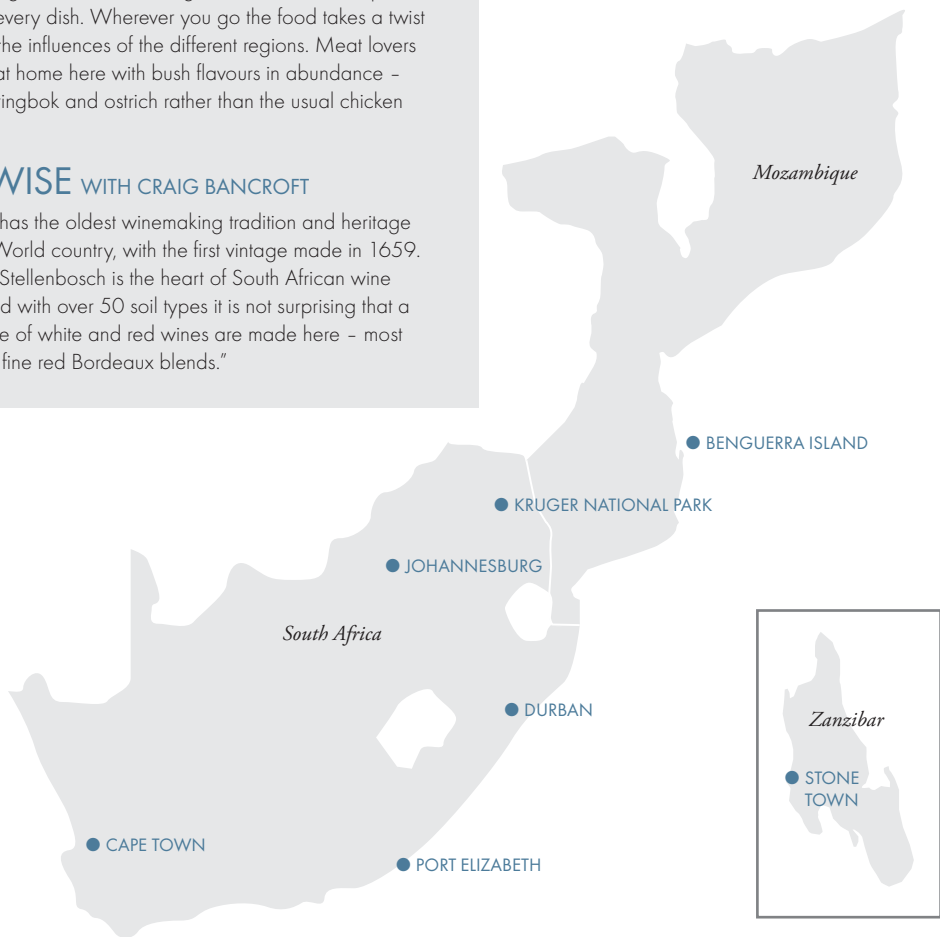 every dish. Wherever you go the food takes a twist
the influences of the different regions. Meat lovers
at home here with bush flavours in abundance –
ingbok and ostrich rather than the usual chicken
WISE WITH CRAIG BANCROFT
has the oldest winemaking tradition and heritage
World country, with the first vintage made in 1659.
Stellenbosch is the heart of South African wine
d with over 50 soil types it is not surprising that a
e of white and red wines are made here – most
fine red Bordeaux blends.”
Mozambique
BENGUERRA ISLAND
KRUGER NATIONAL PARK
JOHANNESBURG
South Africa
DURBAN
Zanzibar
STONE
TOWN
CAPE TOWN
PORT ELIZABETH